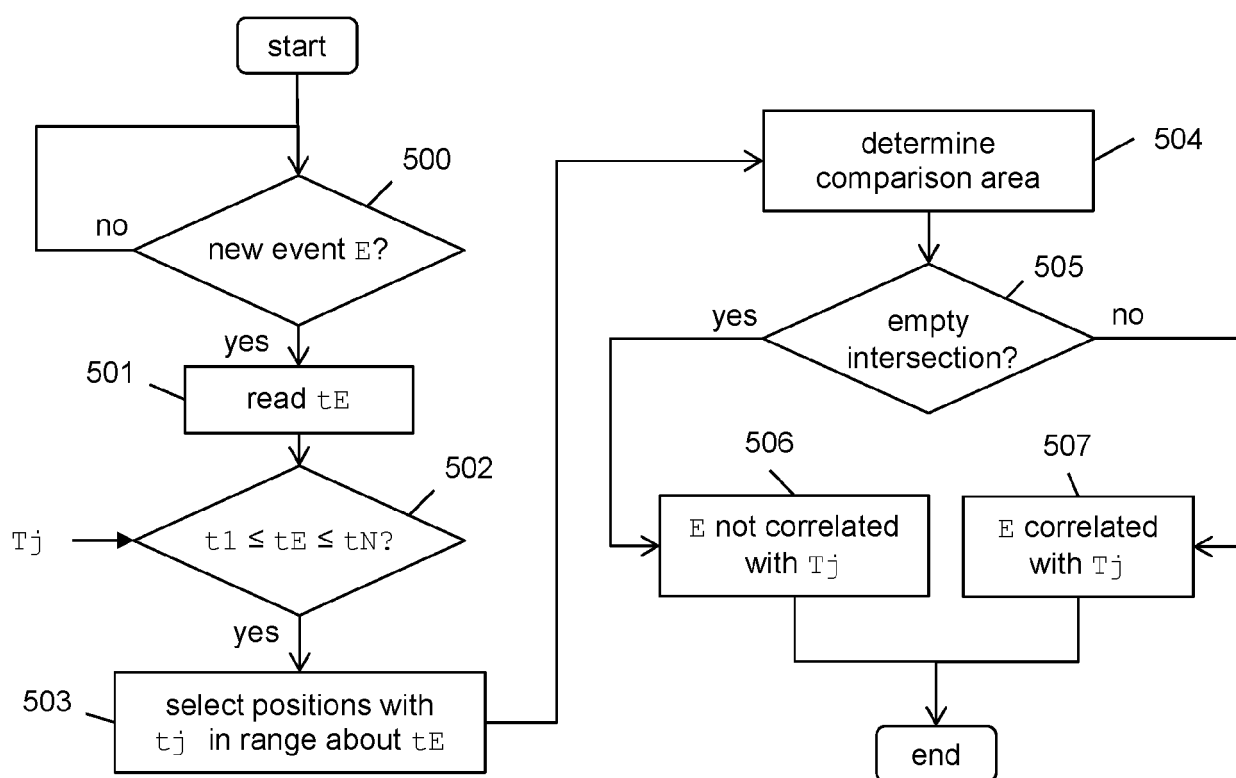 start
500
no
new event E?
yes
501
read tE
502
Tj
t1 ≤ tE ≤ tN?
yes
503
select positions with
tj in range about tE
determine
comparison area
504
505
yes
empty
intersection?
no
506
E not correlated
with Tj
507
E correlated
with Tj
end